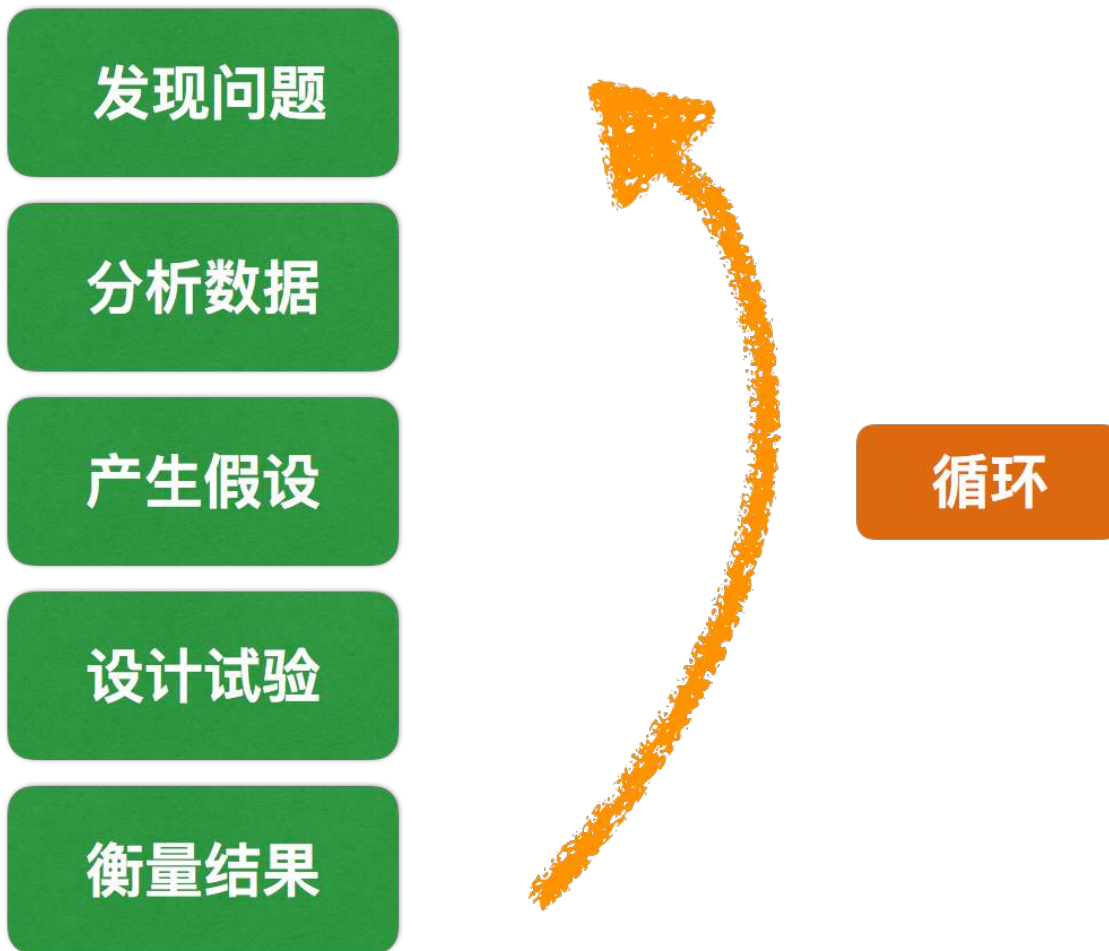 发现问题
分析数据
产生假设
循环
设计试验
衡量结果